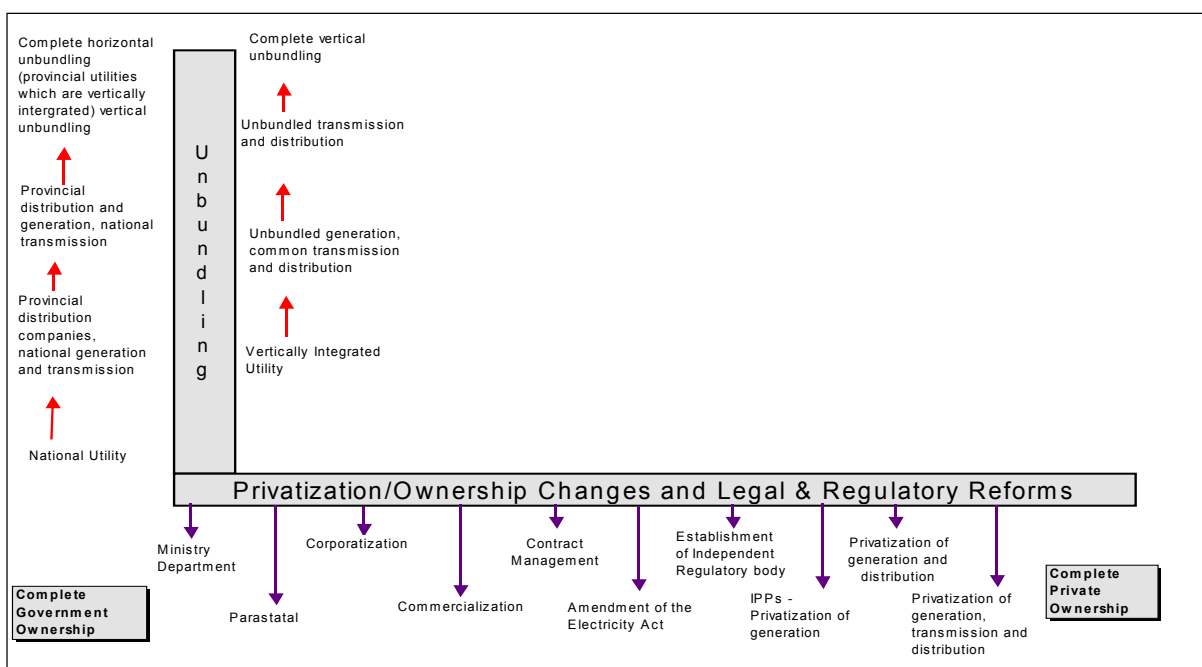 Complete horizontal
unbundling
(provincial utilities
which are vertically
intergrated) vertical
unbundling
Provincial
distribution and
generation, national
transmission
Provincial
distribution
companies,
national generation
and transmission
National Utility
Unbundling
Complete vertical
unbundling
Unbundled transmission
and distribution
Unbundled generation,
common transmission
and distribution
Vertically Integrated
Utility
Privatization/Ownership Changes and Legal & Regulatory Reforms
Ministry
Department
Parastatal
Corporatization
Commercialization
Contract
Management
Amendment of the
Electricity Act
Establishment
of Independent
Regulatory body
IPPs -
Privatization of
generation
Privatization of
generation and
distribution
Privatization of
generation,
transmission and
distribution
Complete
Government
Ownership
Complete
Private
Ownership